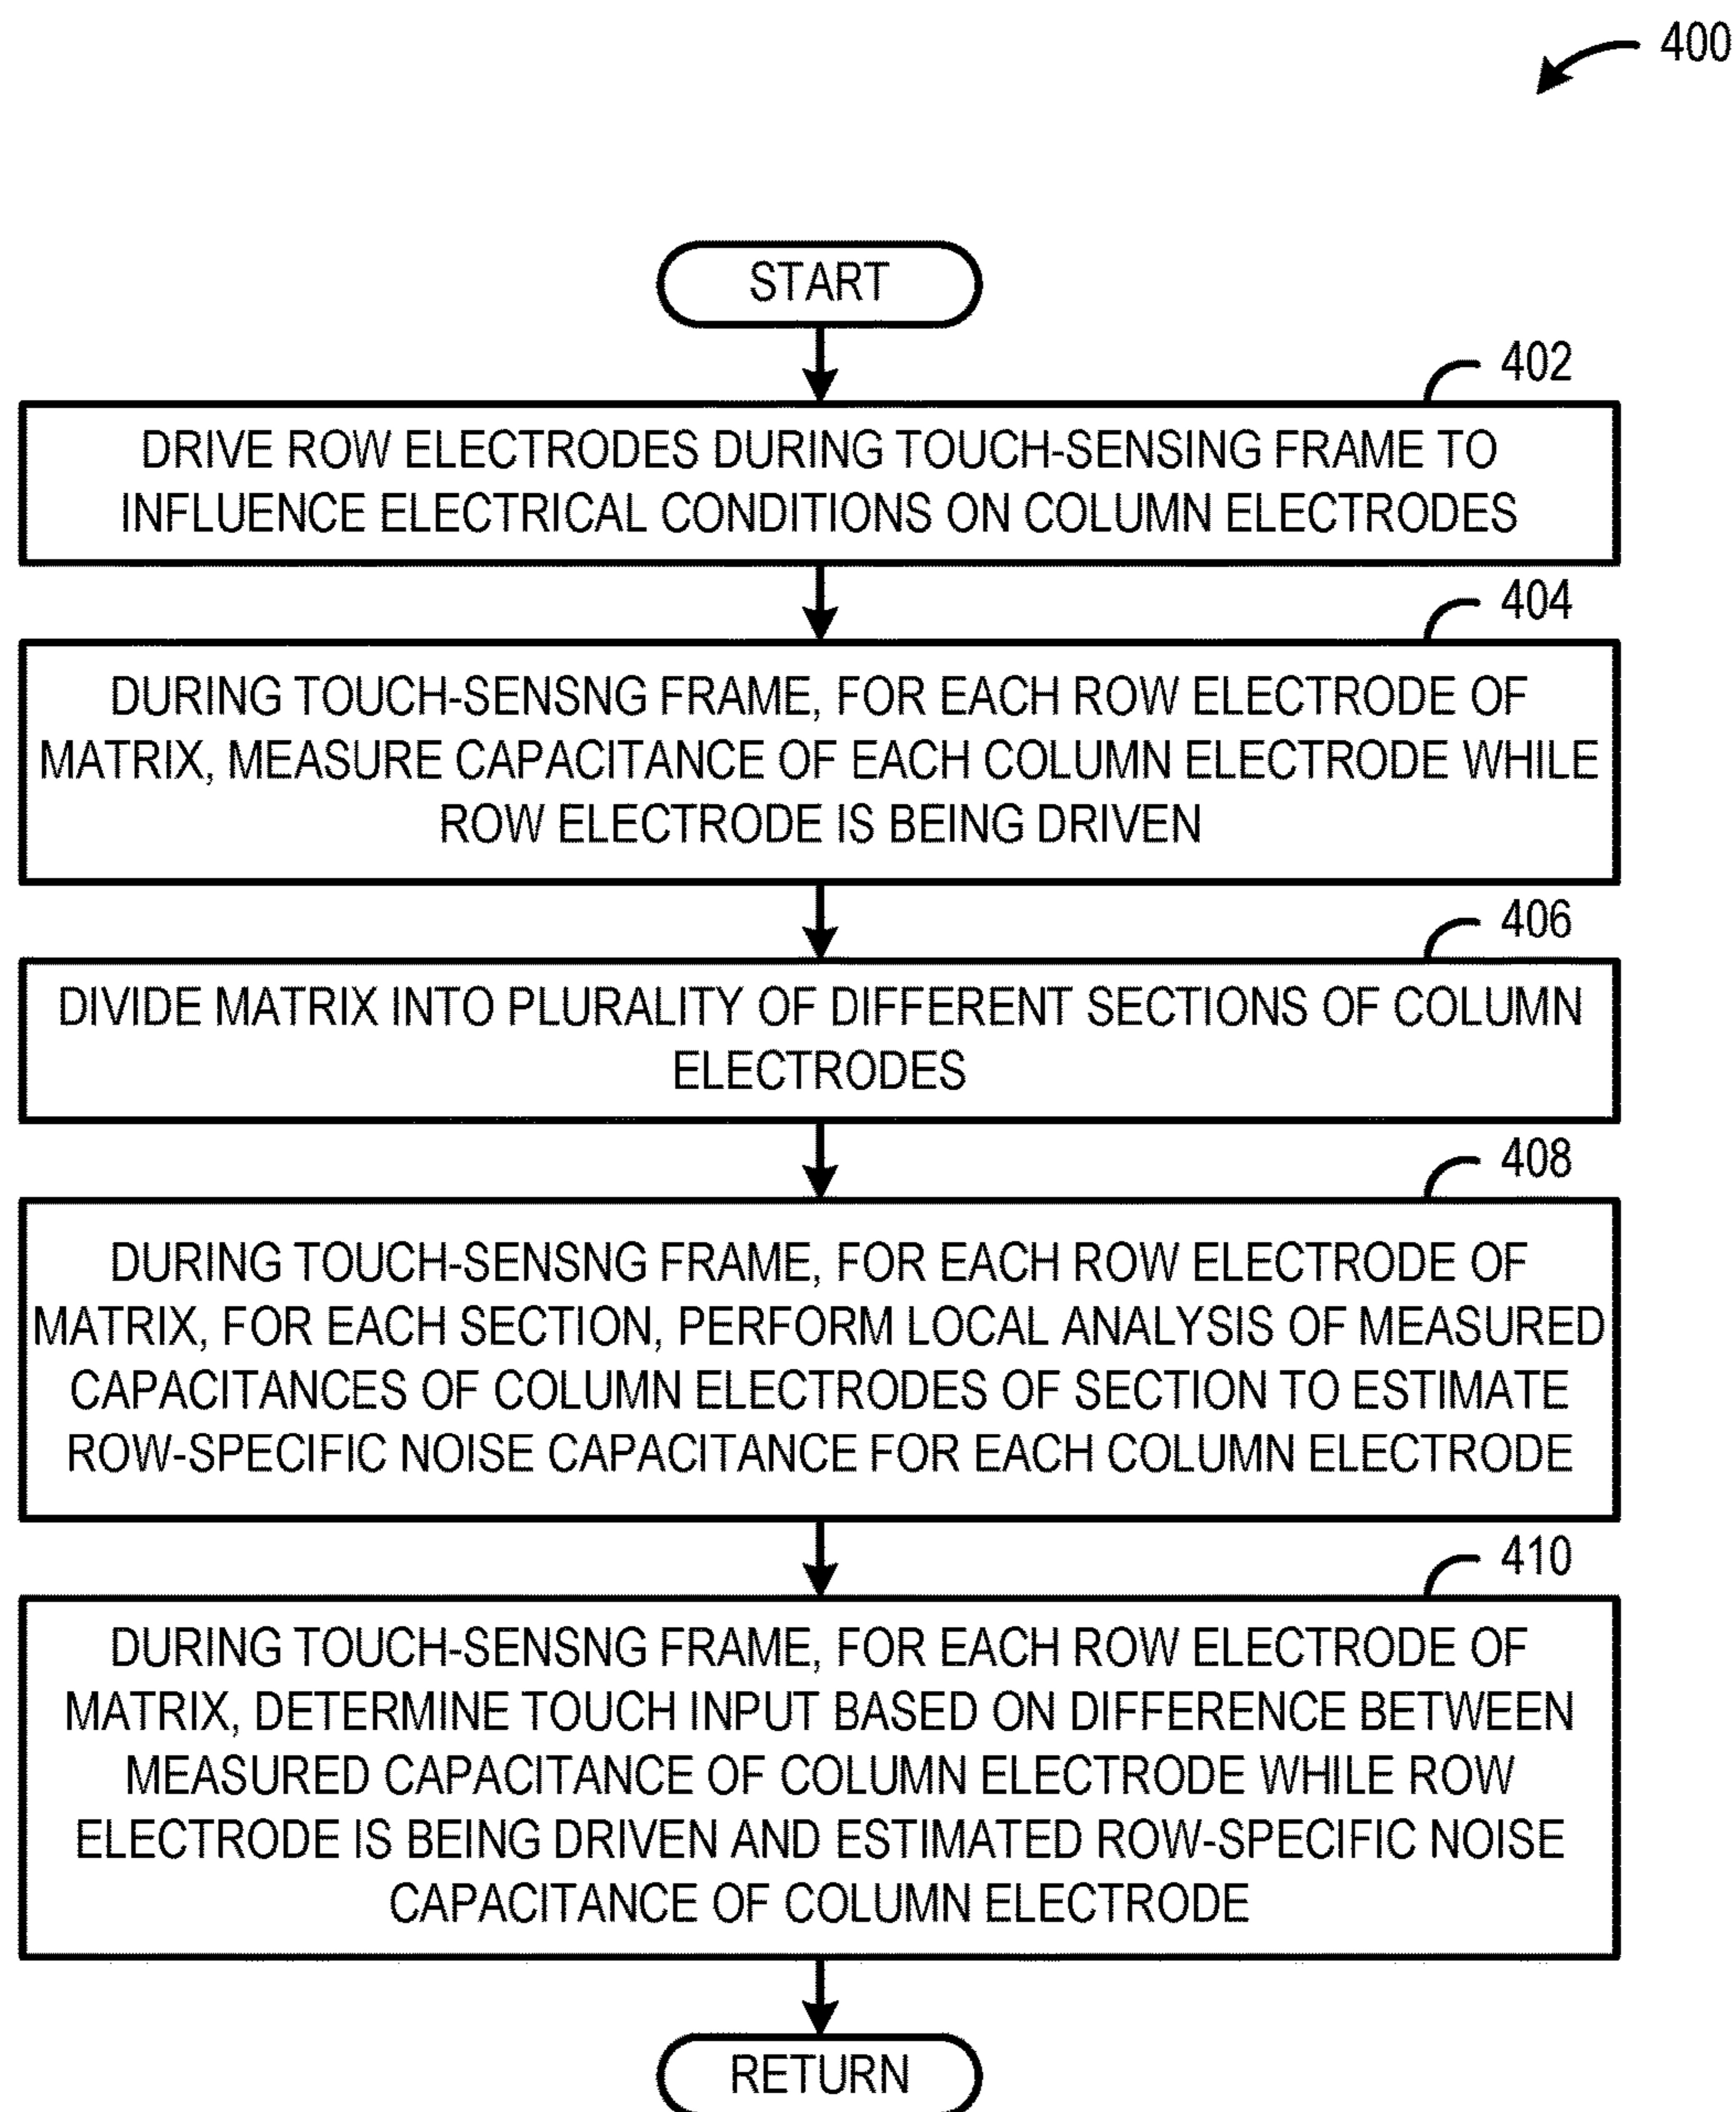 400
START
402
DRIVE ROW ELECTRODES DURING TOUCH-SENSING FRAME TO
INFLUENCE ELECTRICAL CONDITIONS ON COLUMN ELECTRODES
404
DURING TOUCH-SENSNG FRAME, FOR EACH ROW ELECTRODE OF
MATRIX, MEASURE CAPACITANCE OF EACH COLUMN ELECTRODE WHILE
ROW ELECTRODE IS BEING DRIVEN
406
DIVIDE MATRIX INTO PLURALITY OF DIFFERENT SECTIONS OF COLUMN
ELECTRODES
408
DURING TOUCH-SENSNG FRAME, FOR EACH ROW ELECTRODE OF
MATRIX, FOR EACH SECTION, PERFORM LOCAL ANALYSIS OF MEASURED
CAPACITANCES OF COLUMN ELECTRODES OF SECTION TO ESTIMATE
ROW-SPECIFIC NOISE CAPACITANCE FOR EACH COLUMN ELECTRODE
410
DURING TOUCH-SENSNG FRAME, FOR EACH ROW ELECTRODE OF
MATRIX, DETERMINE TOUCH INPUT BASED ON DIFFERENCE BETWEEN
MEASURED CAPACITANCE OF COLUMN ELECTRODE WHILE ROW
ELECTRODE IS BEING DRIVEN AND ESTIMATED ROW-SPECIFIC NOISE
CAPACITANCE OF COLUMN ELECTRODE
RETURN